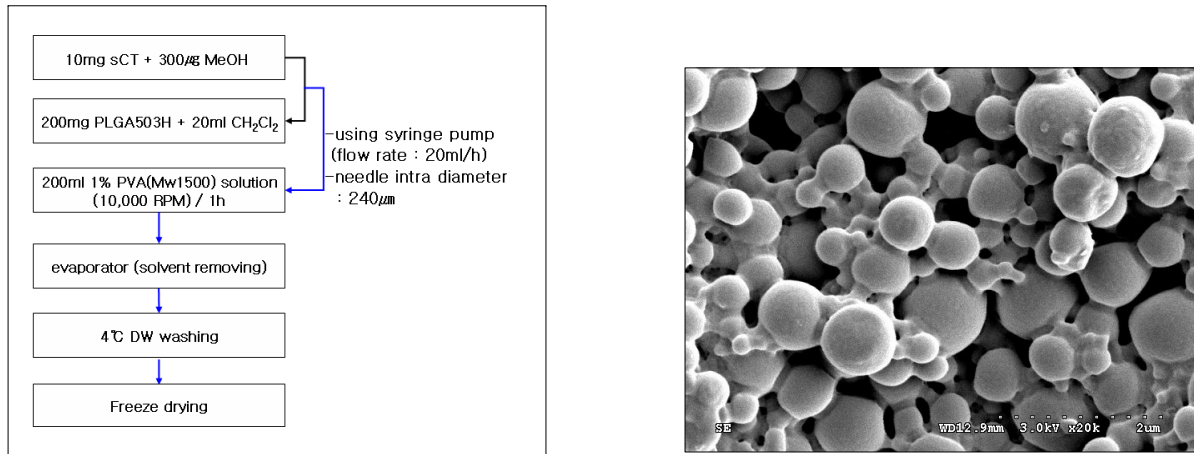 10mg sCT + 300㎍ MeOH
200mg PLGA503H + 20ml CH₂Cl₂
200ml 1% PVA(Mw1500) solution
(10,000 RPM) / 1h
-using syringe pump
(flow rate : 20ml/h)
-needle intra diameter
: 240㎛
evaporator (solvent removing)
4℃ DW washing
Freeze drying
SE WD12.9mm 3.0kV x20k 2um